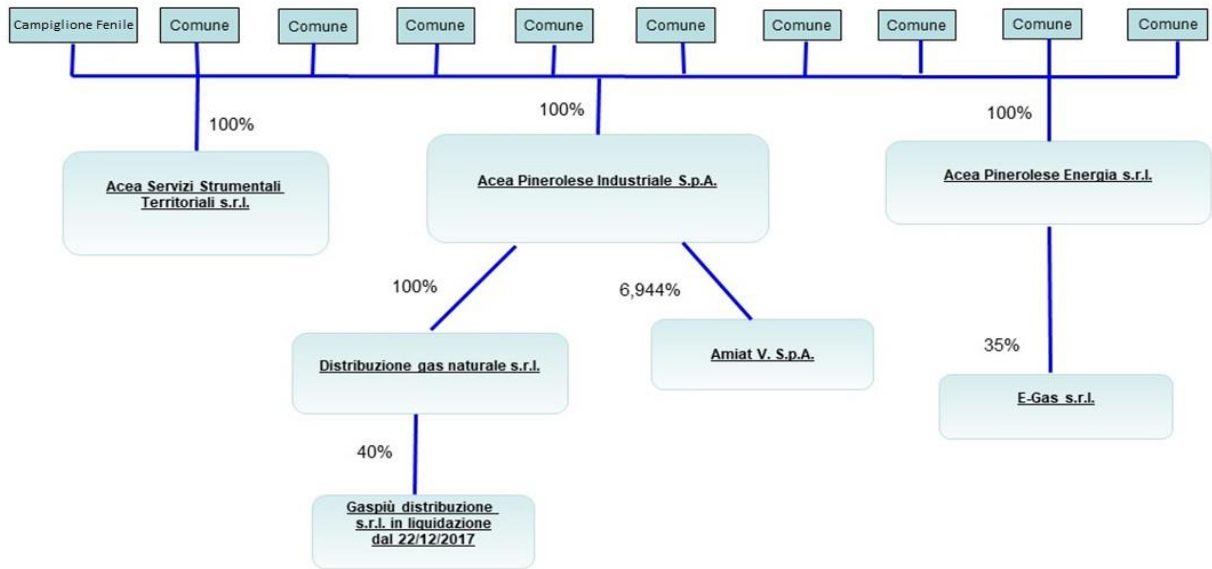 Campiglione Fenile
Comune
Comune
Comune
Comune
Comune
Comune
Comune
Comune
Comune
100%
100%
100%
Acea Servizi Strumentali
Territoriali s.r.l.
Acea Pinerolese Industriale S.p.A.
Acea Pinerolese Energia s.r.l.
100%
6,944%
35%
Distribuzione gas naturale s.r.l.
Amiat V. S.p.A.
E-Gas s.r.l.
40%
Gaspiù distribuzione
s.r.l. in liquidazione
dal 22/12/2017